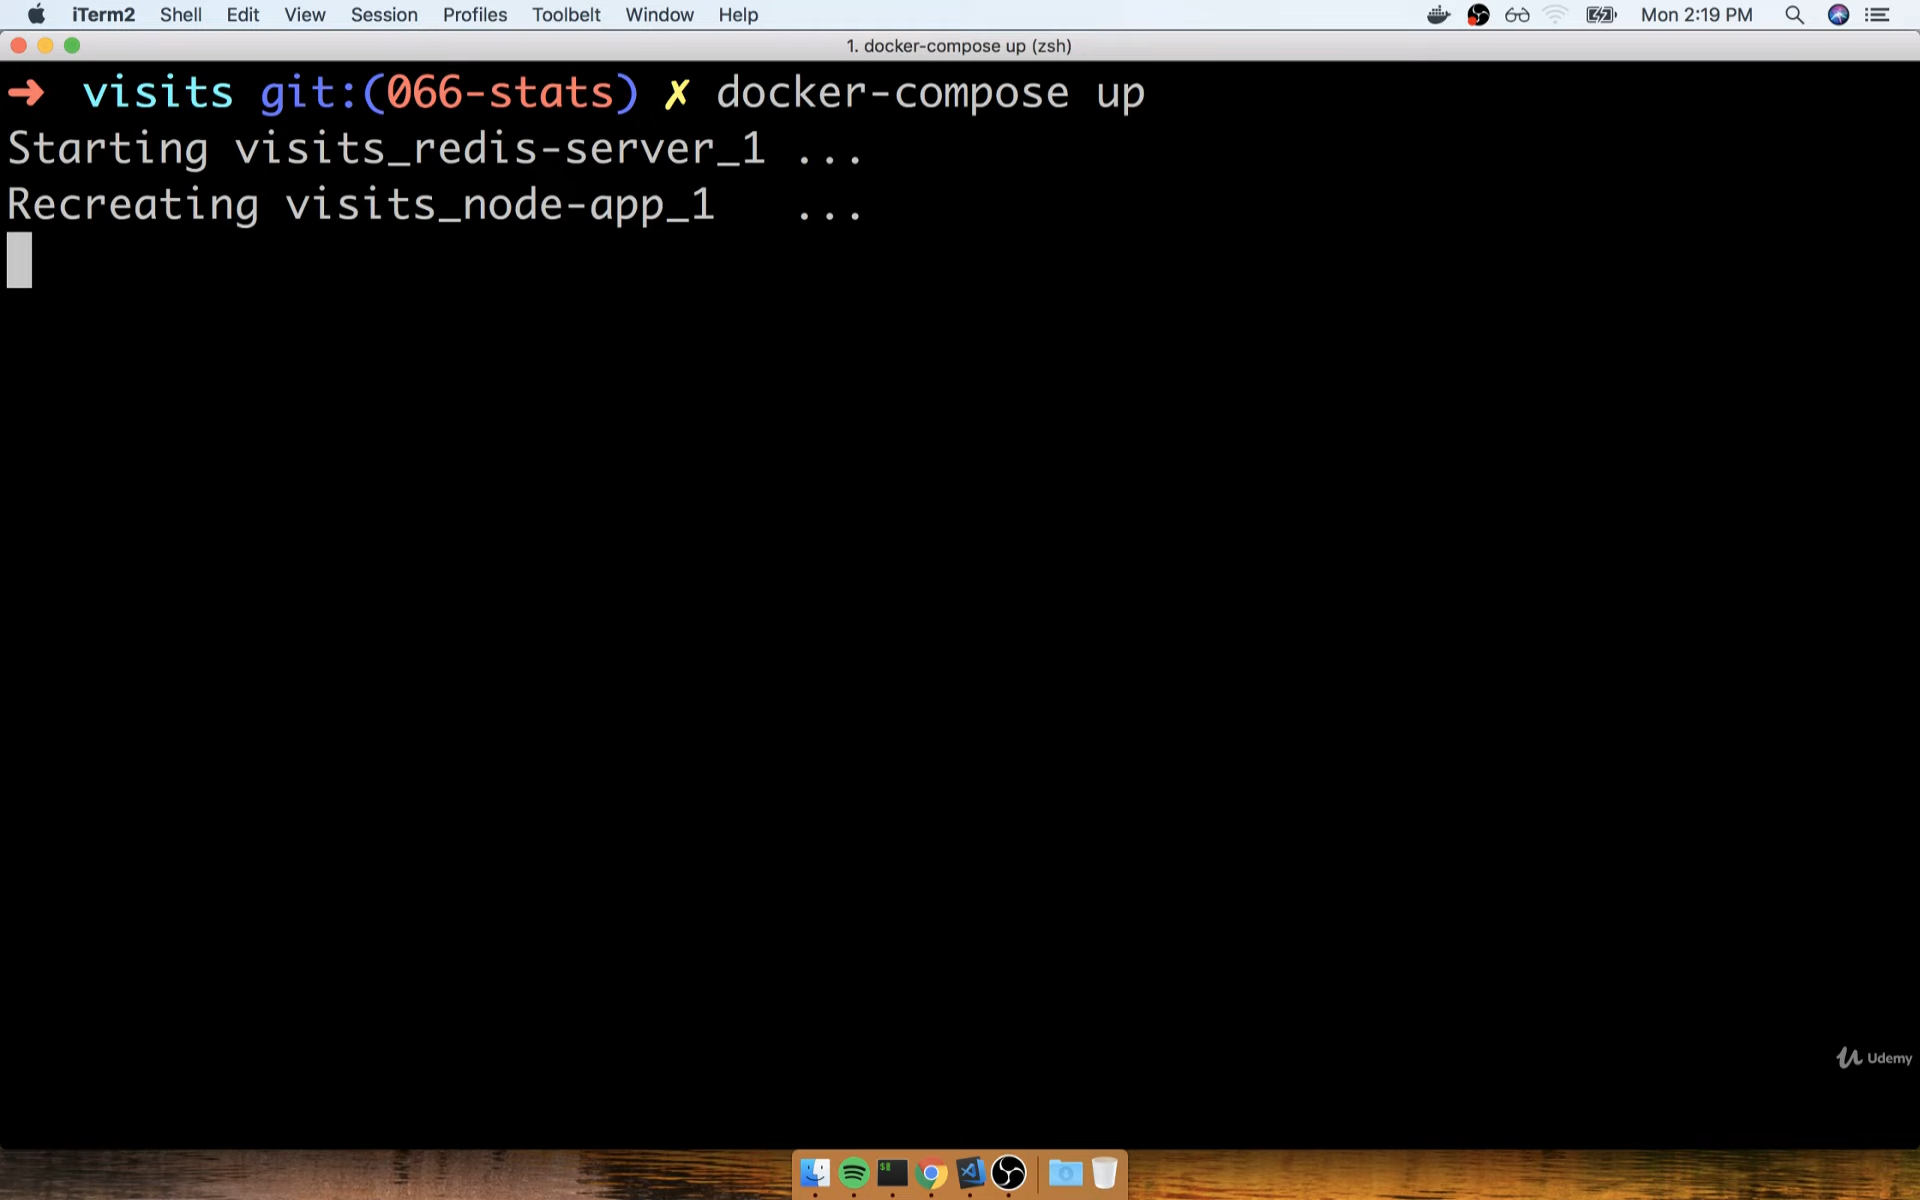 iTerm2 Shell Edit View Session Profiles Toolbelt Window Help Mon 2:19 PM
1. docker-compose up (zsh)
➜ visits git:(066-stats) ✗ docker-compose up
Starting visits_redis-server_1 ...
Recreating visits_node-app_1 ...
Udemy